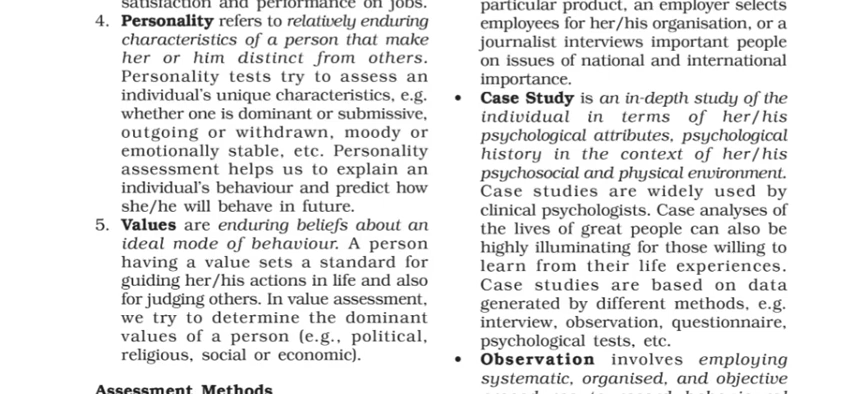 satisfaction and performance on jobs.
4. Personality refers to relatively enduring
characteristics of a person that make
her or him distinct from others.
Personality tests try to assess an
individual's unique characteristics, e.g.
whether one is dominant or submissive,
outgoing or withdrawn, moody or
emotionally stable, etc. Personality
assessment helps us to explain an
individual's behaviour and predict how
she/he will behave in future.
5. Values are enduring beliefs about an
ideal mode of behaviour. A person
having a value sets a standard for
guiding her/his actions in life and also
for judging others. In value assessment,
we try to determine the dominant
values of a person (e.g., political,
religious, social or economic).
Assessment Methods
particular product, an employer selects
employees for her/his organisation, or a
journalist interviews important people
on issues of national and international
importance.
• Case Study is an in-depth study of the
individual in terms of her/his
psychological attributes, psychological
history in the context of her/his
psychosocial and physical environment.
Case studies are widely used by
clinical psychologists. Case analyses of
the lives of great people can also be
highly illuminating for those willing to
learn from their life experiences.
Case studies are based on data
generated by different methods, e.g.
interview, observation, questionnaire,
psychological tests, etc.
• Observation involves employing
systematic, organised, and objective